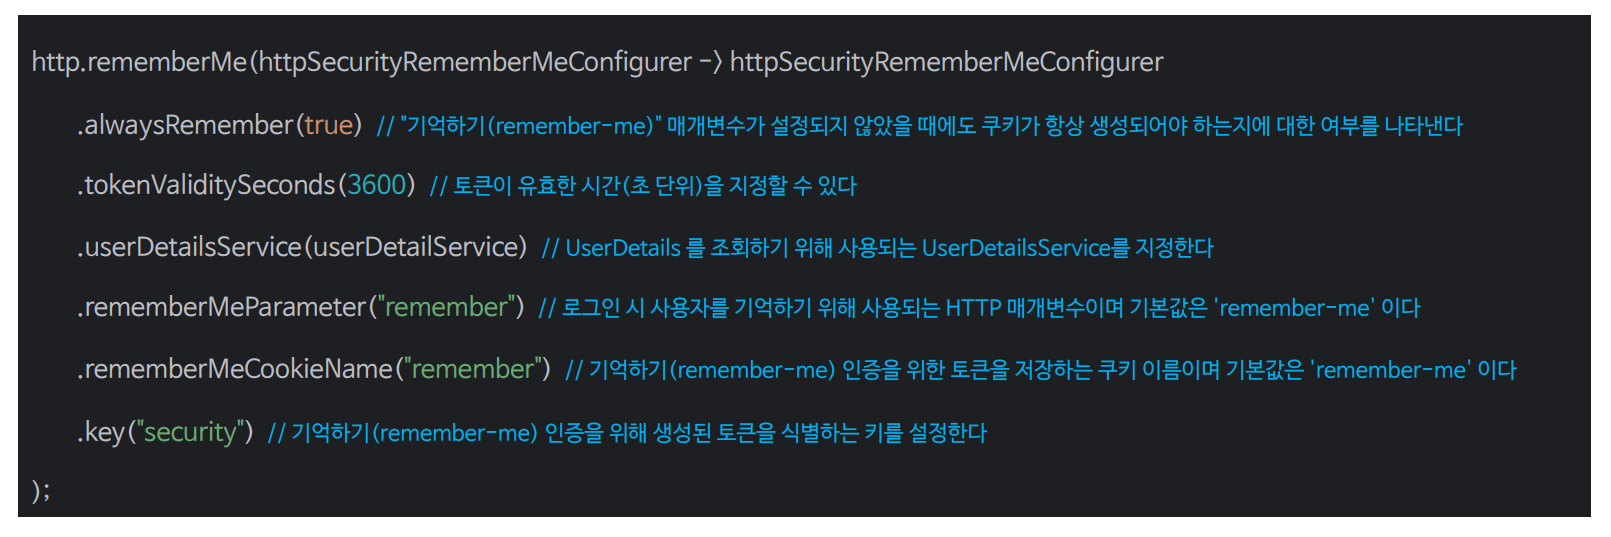 http.rememberMe(httpSecurityRememberMeConfigurer -> httpSecurityRememberMeConfigurer
.alwaysRemember(true) // "기억하기(remember-me)" 매개변수가 설정되지 않았을 때에도 쿠키가 항상 생성되어야 하는지에 대한 여부를 나타낸다
.tokenValiditySeconds(3600) // 토큰이 유효한 시간(초 단위)을 지정할 수 있다
.userDetailsService(userDetailService) // UserDetails 를 조회하기 위해 사용되는 UserDetailsService를 지정한다
.rememberMeParameter("remember") // 로그인 시 사용자를 기억하기 위해 사용되는 HTTP 매개변수이며 기본값은 'remember-me' 이다
.rememberMeCookieName("remember") // 기억하기(remember-me) 인증을 위한 토큰을 저장하는 쿠키 이름이며 기본값은 'remember-me' 이다
.key("security") // 기억하기(remember-me) 인증을 위해 생성된 토큰을 식별하는 키를 설정한다
);